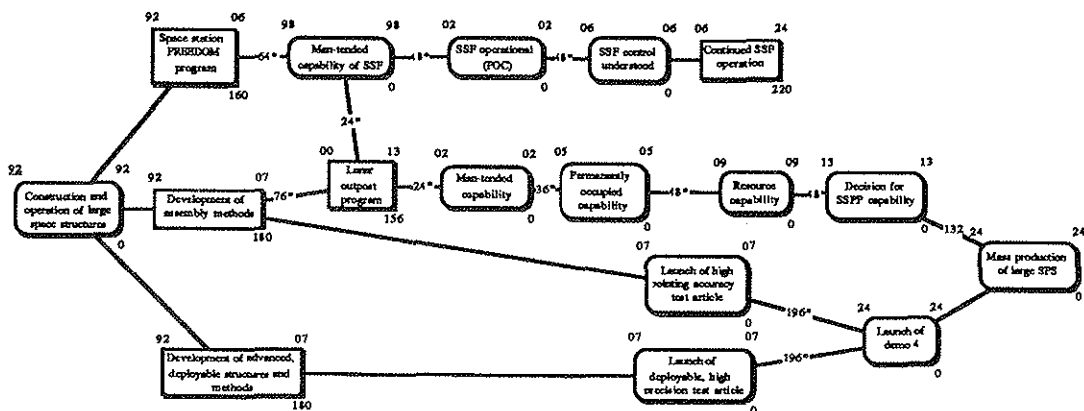 92 06
Space station
FREEDOM
program
160
64*
98 98
Man-tended
capability of SSF
0
48*
02 02
SSF operational
(POC)
0
48*
06 06
SSF control
understood
0
06 24
Continued SSF
operation
220
24*
92 92
Construction and
operation of large
space structures
0
92 07
Development of
assembly methods
180
76*
00 13
Lunar
outpost
program
156
24*
02 02
Man-tended
capability
0
36*
05 05
Permanently
occupied
capability
0
48*
09 09
Resource
capability
0
48*
13 13
Decision for
SSPP capability
0
132
24 24
Mass production
of large SPS
0
07 07
Launch of high
pointing accuracy
test article
0
196*
24 24
Launch of
demo 4
0
92 07
Development of advanced,
deployable structures and
methods
180
07 07
Launch of
deployable, high
precision test article
0
196*